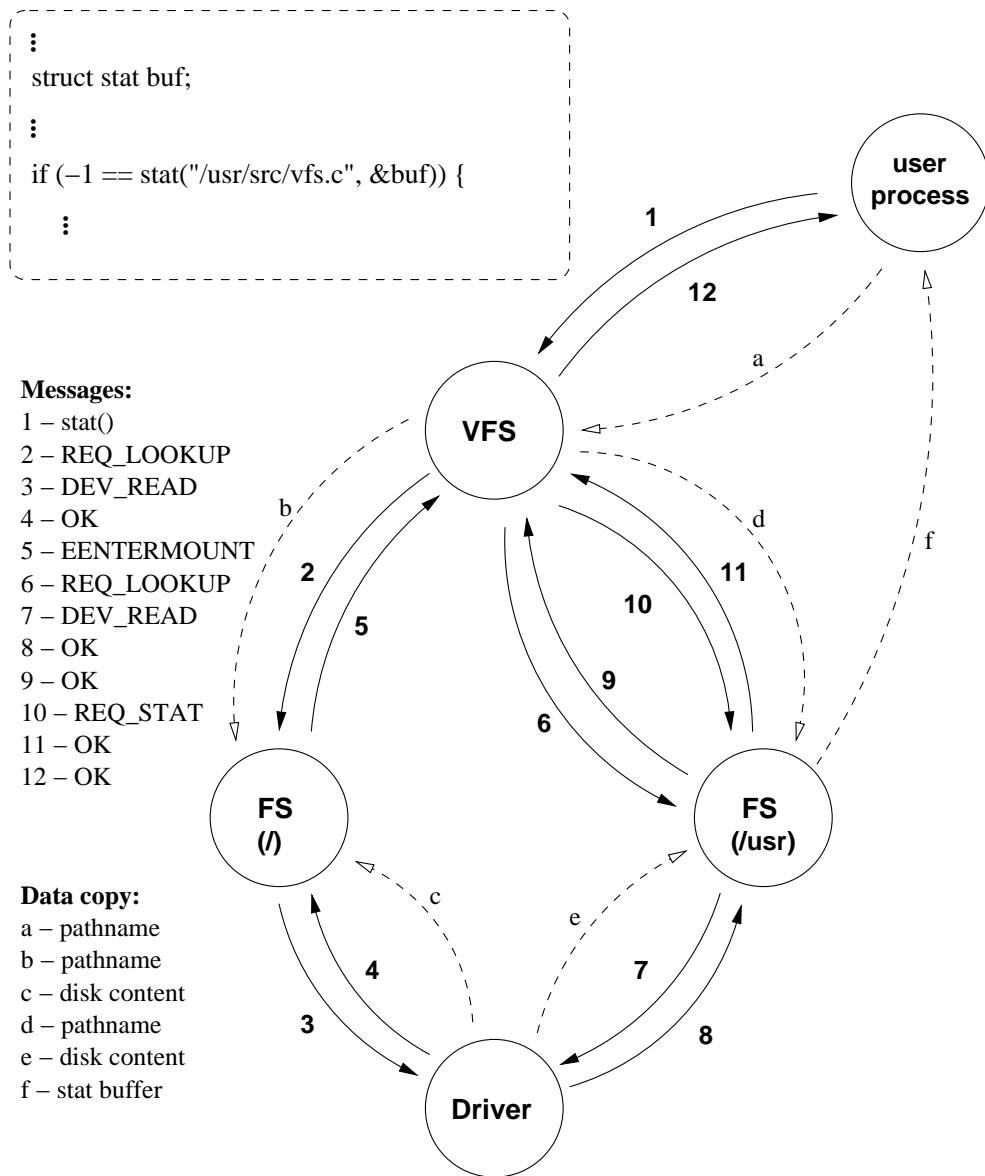 ⋮
struct stat buf;
⋮
if (−1 == stat("/usr/src/vfs.c", &buf)) {
⋮
user
process
1
12
a
VFS
Messages:
1 – stat()
2 – REQ_LOOKUP
3 – DEV_READ
4 – OK
5 – EENTERMOUNT
6 – REQ_LOOKUP
7 – DEV_READ
8 – OK
9 – OK
10 – REQ_STAT
11 – OK
12 – OK
b
d
f
2
11
10
5
9
6
FS
(/)
FS
(/usr)
Data copy:
a – pathname
b – pathname
c – disk content
d – pathname
e – disk content
f – stat buffer
c
e
4
7
3
8
Driver